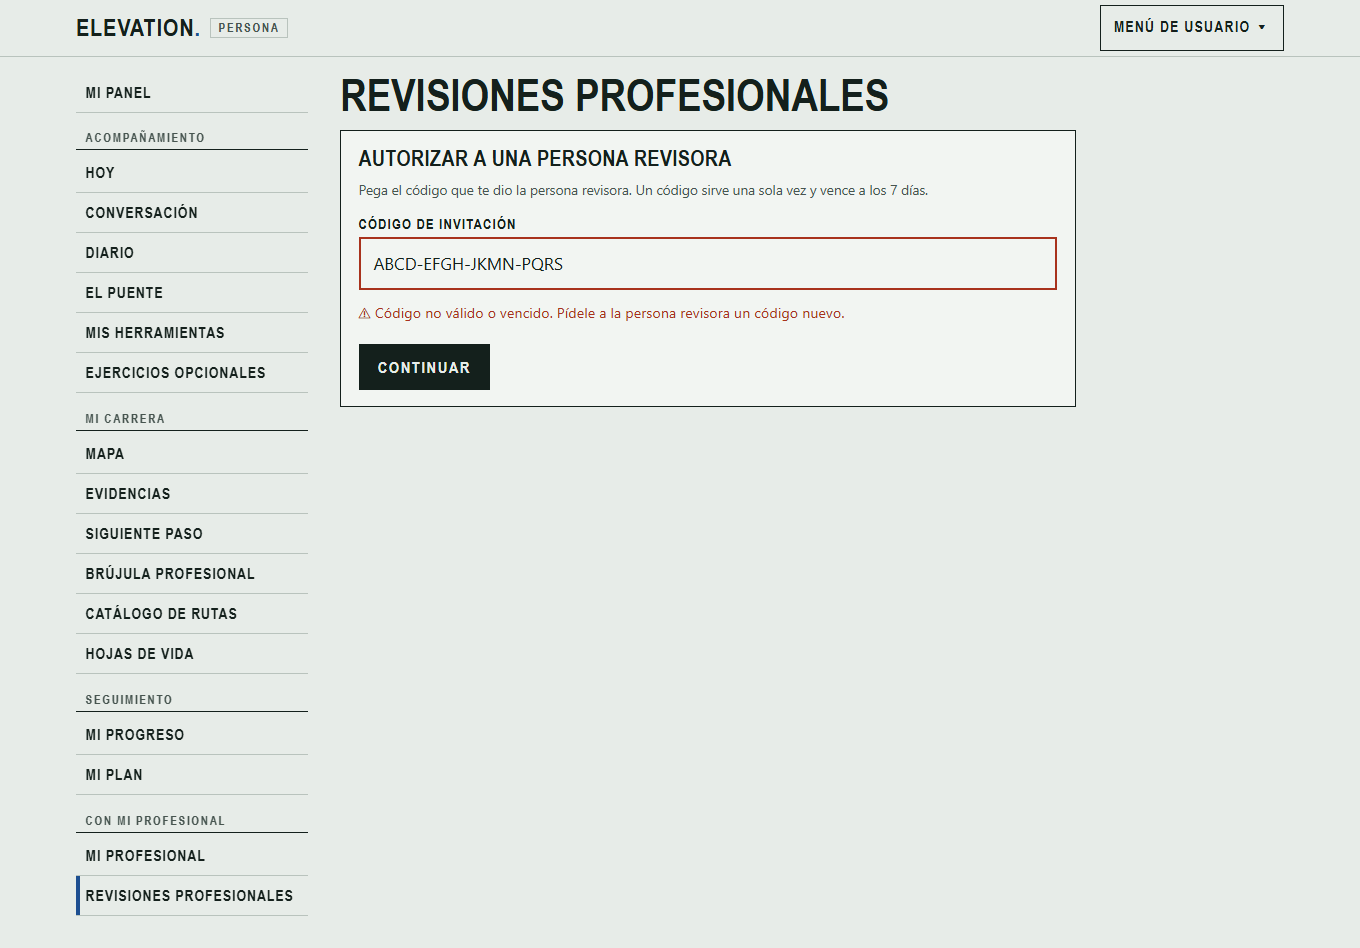 ELEVATION.
PERSONA
MENÚ DE USUARIO
MI PANEL
ACOMPAÑAMIENTO
HOY
CONVERSACIÓN
DIARIO
EL PUENTE
MIS HERRAMIENTAS
EJERCICIOS OPCIONALES
MI CARRERA
MAPA
EVIDENCIAS
SIGUIENTE PASO
BRÚJULA PROFESIONAL
CATÁLOGO DE RUTAS
HOJAS DE VIDA
SEGUIMIENTO
MI PROGRESO
MI PLAN
CON MI PROFESIONAL
MI PROFESIONAL
REVISIONES PROFESIONALES
REVISIONES PROFESIONALES
AUTORIZAR A UNA PERSONA REVISORA
Pega el código que te dio la persona revisora. Un código sirve una sola vez y vence a los 7 días.
CÓDIGO DE INVITACIÓN
ABCD-EFGH-JKMN-PQRS
⚠ Código no válido o vencido. Pídele a la persona revisora un código nuevo.
CONTINUAR